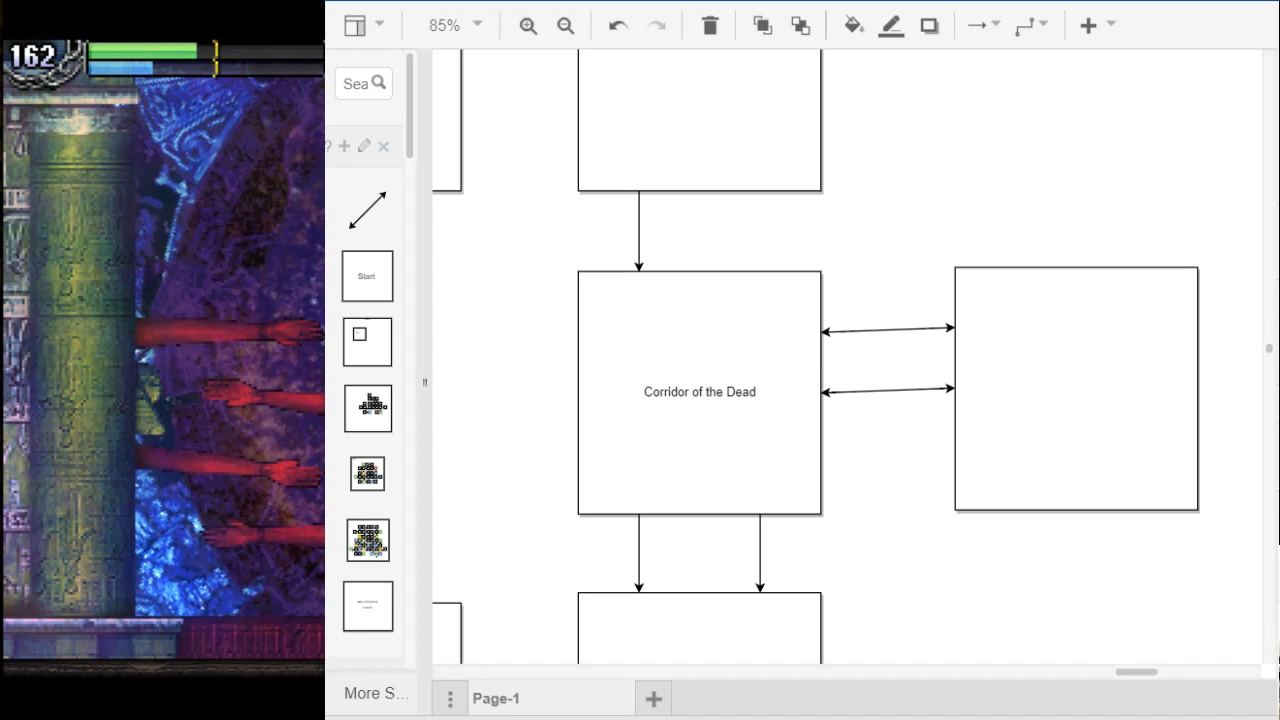 162
85%
Sea
?
Start
Corridor of the Dead
More S...
Page-1